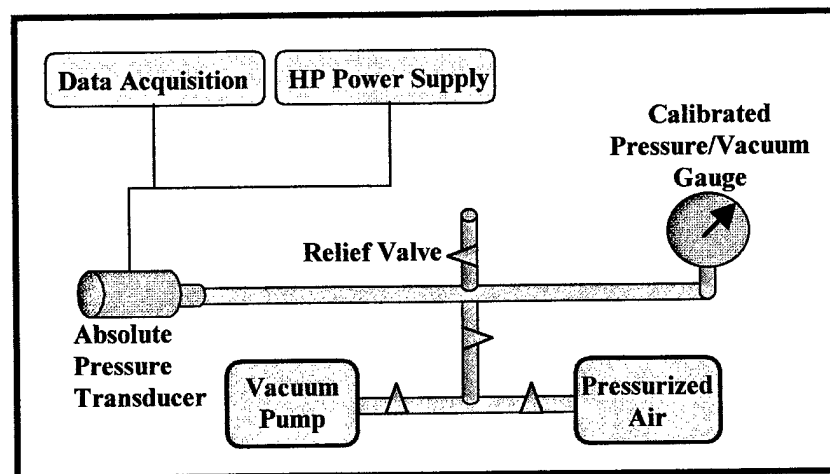 Data Acquisition
HP Power Supply
Calibrated
Pressure/Vacuum
Gauge
Relief Valve
Absolute
Pressure
Transducer
Vacuum
Pump
Pressurized
Air